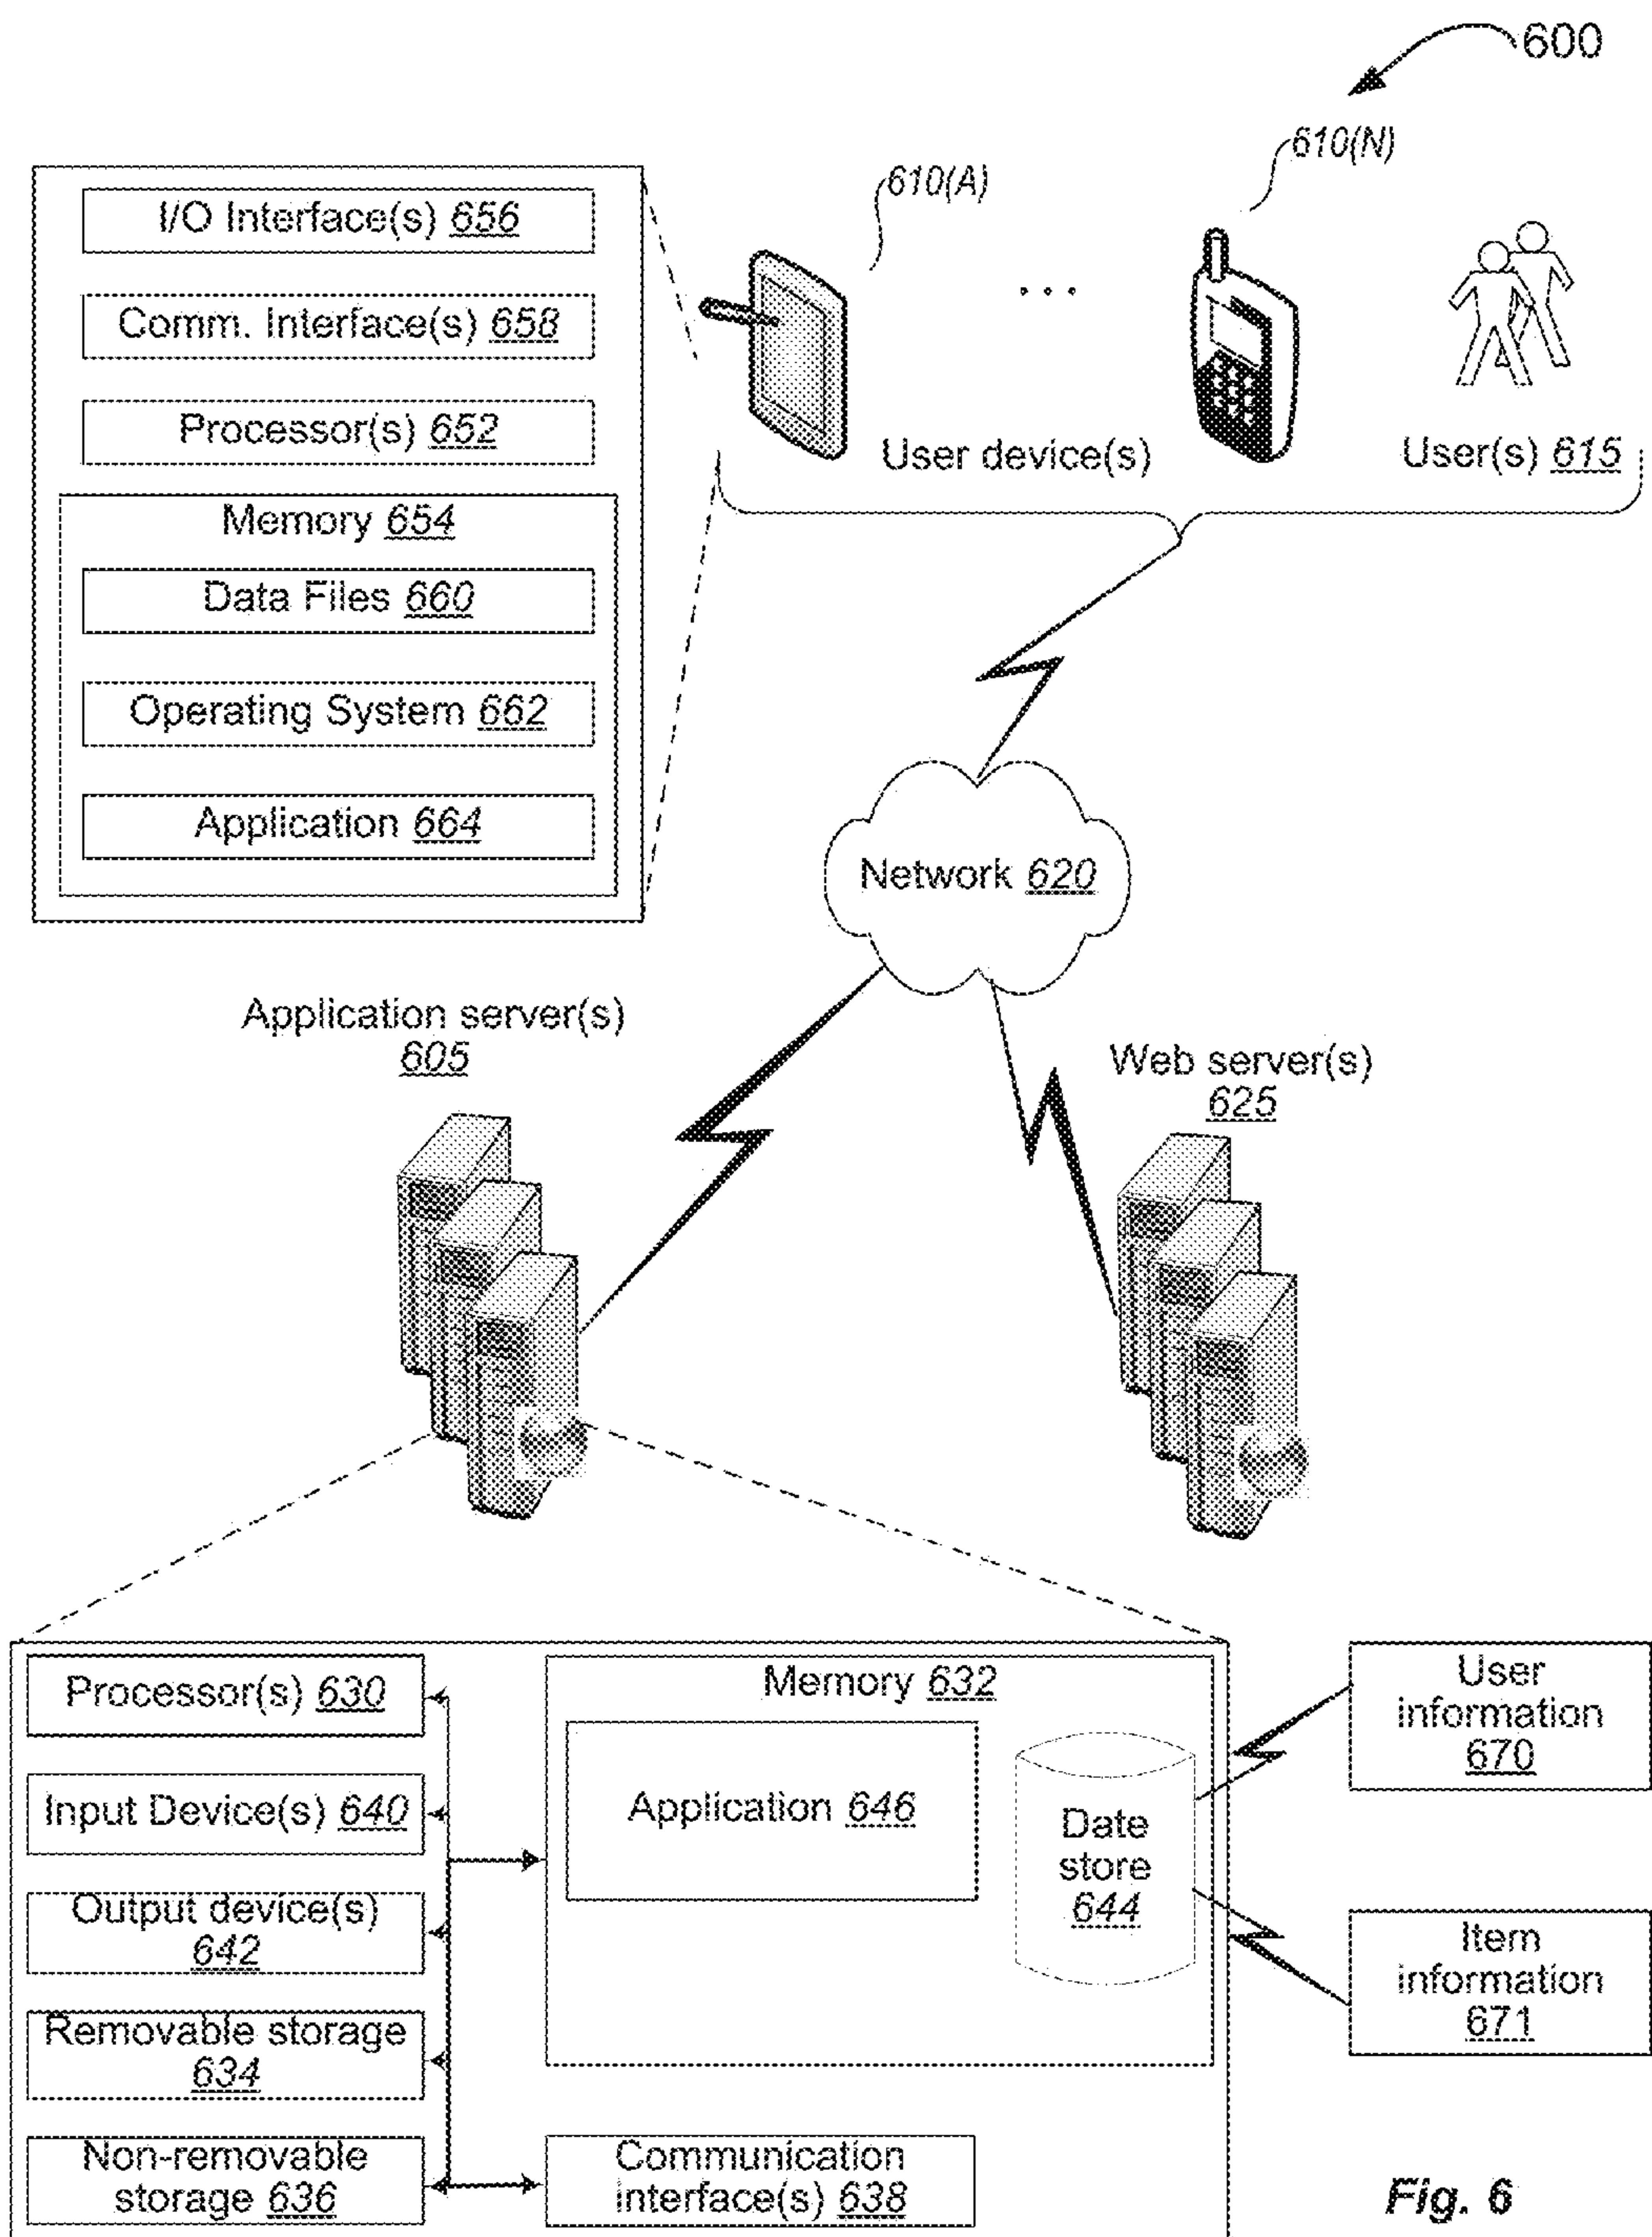 600
610(N)
610(A)
I/O Interface(s) 656
Comm. Interface(s) 658
Processor(s) 652
Memory 654
Data Files 660
Operating System 662
Application 664
User device(s)
User(s) 615
Network 620
Application server(s)
605
Web server(s)
625
Processor(s) 630
Input Device(s) 640
Output device(s)
642
Removable storage
634
Non-removable
storage 636
Memory 632
Application 646
Date
store
644
Communication
interface(s) 638
User
information
670
Item
information
671
Fig. 6